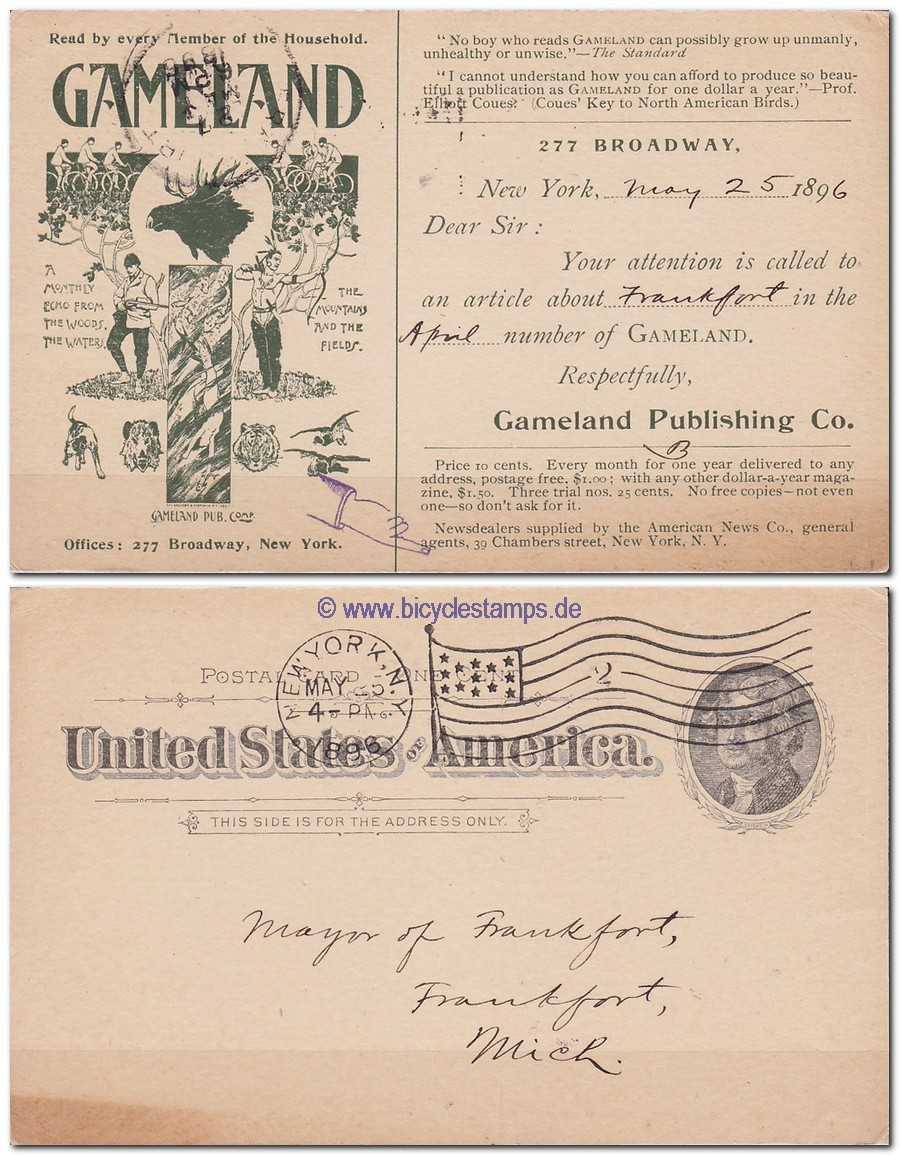 Read by every Member of the Household.
GAMELAND
A
MONTHLY
ECHO FROM
THE WOODS,
THE WATERS,
THE
MOUNTAINS
AND THE
FIELDS.
GAMELAND PUB. COMP.
Offices: 277 Broadway, New York.
" No boy who reads GAMELAND can possibly grow up unmanly,
unhealthy or unwise."—The Standard
"I cannot understand how you can afford to produce so beau-
tiful a publication as GAMELAND for one dollar a year."—Prof.
Elliott Coues. (Coues' Key to North American Birds.)
277 BROADWAY,
New York, May 25 1896
Dear Sir :
Your attention is called to
an article about Frankfort in the
April number of GAMELAND.
Respectfully,
Gameland Publishing Co.
B
Price 10 cents. Every month for one year delivered to any
address, postage free, $1.00 ; with any other dollar-a-year maga-
zine, $1.50. Three trial nos. 25 cents. No free copies—not even
one—so don't ask for it.
Newsdealers supplied by the American News Co., general
agents, 39 Chambers street, New York, N. Y.
© www.bicyclestamps.de
POSTAL CARD - ONE CENT
NEW YORK, N.Y.
MAY 25
4- PM
1896
2
United States of America.
THIS SIDE IS FOR THE ADDRESS ONLY.
Mayor of Frankfort,
Frankfort,
Mich.